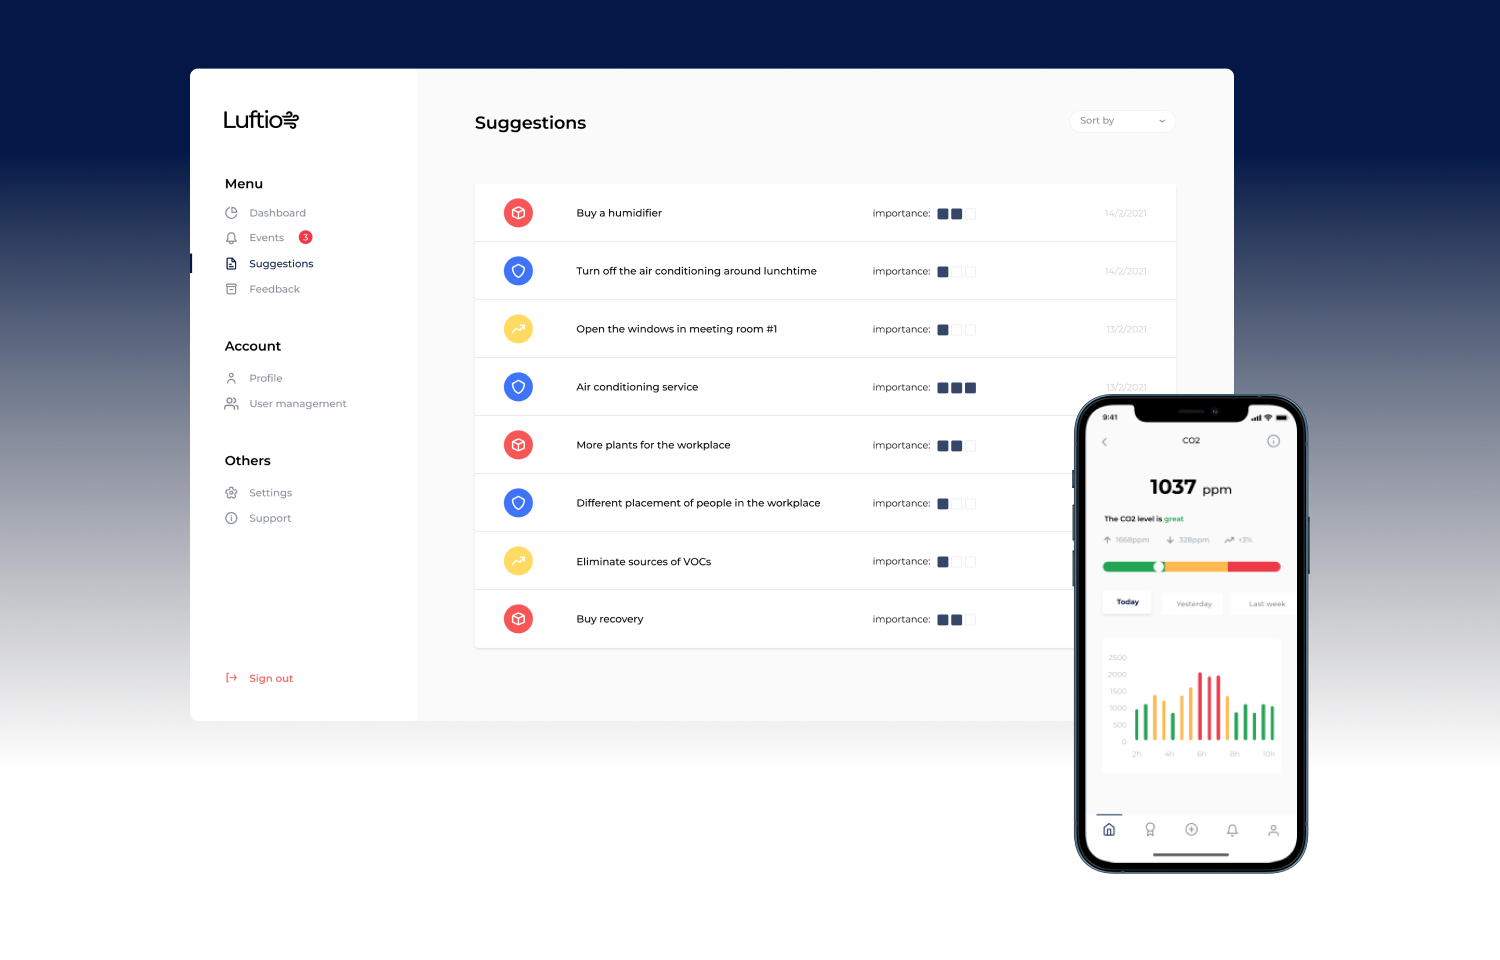 Luftio
Menu
Dashboard
Events 3
Suggestions
Feedback
Account
Profile
User management
Others
Settings
Support
Sign out
Suggestions
Sort by
Buy a humidifier importance: 14/2/2021
Turn off the air conditioning around lunchtime importance: 14/2/2021
Open the windows in meeting room #1 importance: 13/2/2021
Air conditioning service importance: 13/2/2021
More plants for the workplace importance:
Different placement of people in the workplace importance:
Eliminate sources of VOCs importance:
Buy recovery importance:
9:41
CO2
1037 ppm
The CO2 level is great
1668ppm 328ppm +3%
Today Yesterday Last week
2500
2000
1500
1000
500
0
2h 4h 6h 8h 10h